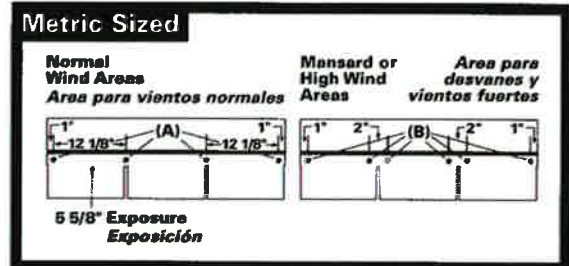 Metric Sized
Normal
Wind Areas
Area para vientos normales
1" (A) 1"
12 1/8" 12 1/8"
5 5/8" Exposure
Exposición
Mansard or
High Wind
Areas
Area para
desvanes y
vientos fuertes
1" 2" (B) 2" 1"